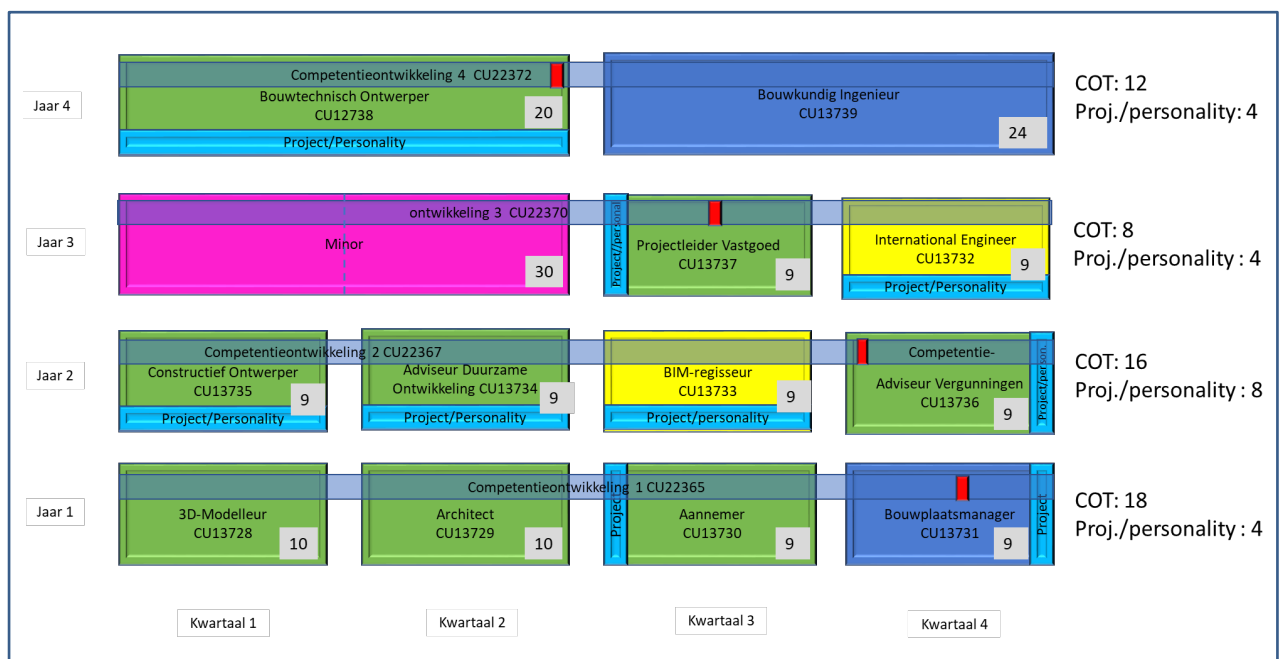 Jaar 4
Competentieontwikkeling 4 CU22372
Bouwtechnisch Ontwerper
CU12738
20
Project/Personality
Bouwkundig Ingenieur
CU13739
24
COT: 12
Proj./personality: 4
Jaar 3
ontwikkeling 3 CU22370
Minor
30
Project//personal
Projectleider Vastgoed
CU13737
9
International Engineer
CU13732
9
Project/Personality
COT: 8
Proj./personality : 4
Jaar 2
Competentieontwikkeling 2 CU22367
Constructief Ontwerper
CU13735
9
Project/Personality
Adviseur Duurzame
Ontwikkeling CU13734
9
Project/Personality
BIM-regisseur
CU13733
9
Project/personality
Competentie-
Adviseur Vergunningen
CU13736
9
Project/person.
COT: 16
Proj./personality: 8
Jaar 1
Competentieontwikkeling 1 CU22365
3D-Modelleur
CU13728
10
Architect
CU13729
10
Project
Aannemer
CU13730
9
Bouwplaatsmanager
CU13731
9
Project
COT: 18
Proj./personality : 4
Kwartaal 1
Kwartaal 2
Kwartaal 3
Kwartaal 4